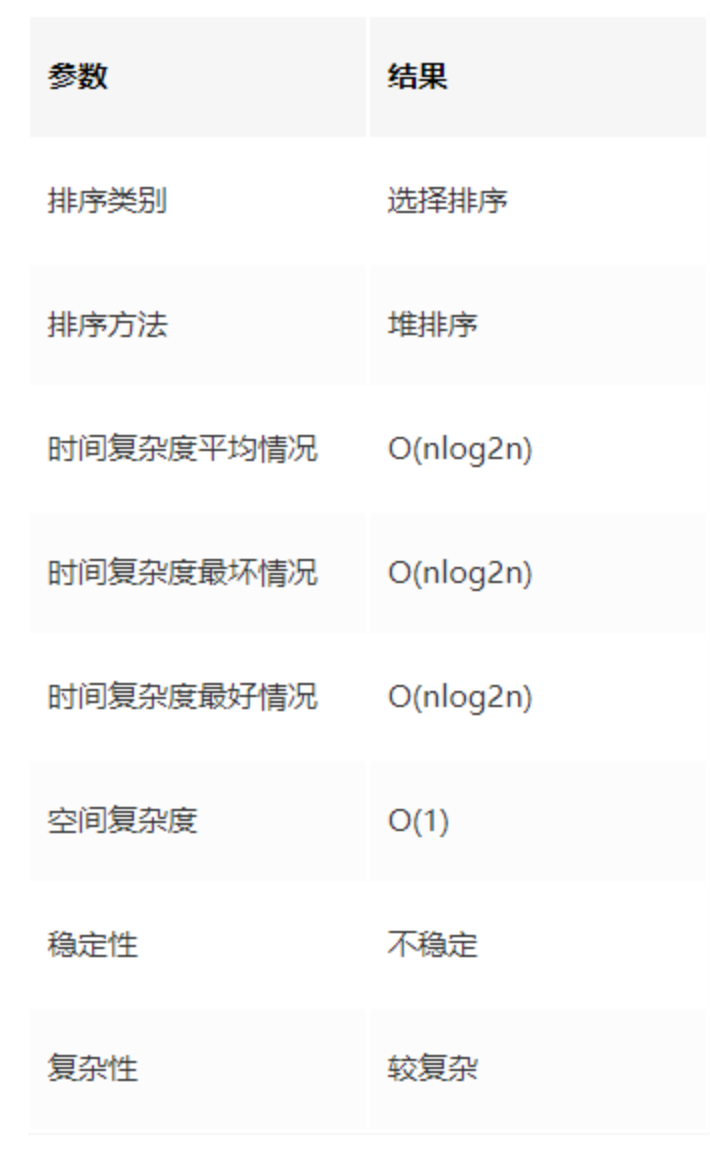 参数 结果
排序类别 选择排序
排序方法 堆排序
时间复杂度平均情况 O(nlog2n)
时间复杂度最坏情况 O(nlog2n)
时间复杂度最好情况 O(nlog2n)
空间复杂度 O(1)
稳定性 不稳定
复杂性 较复杂